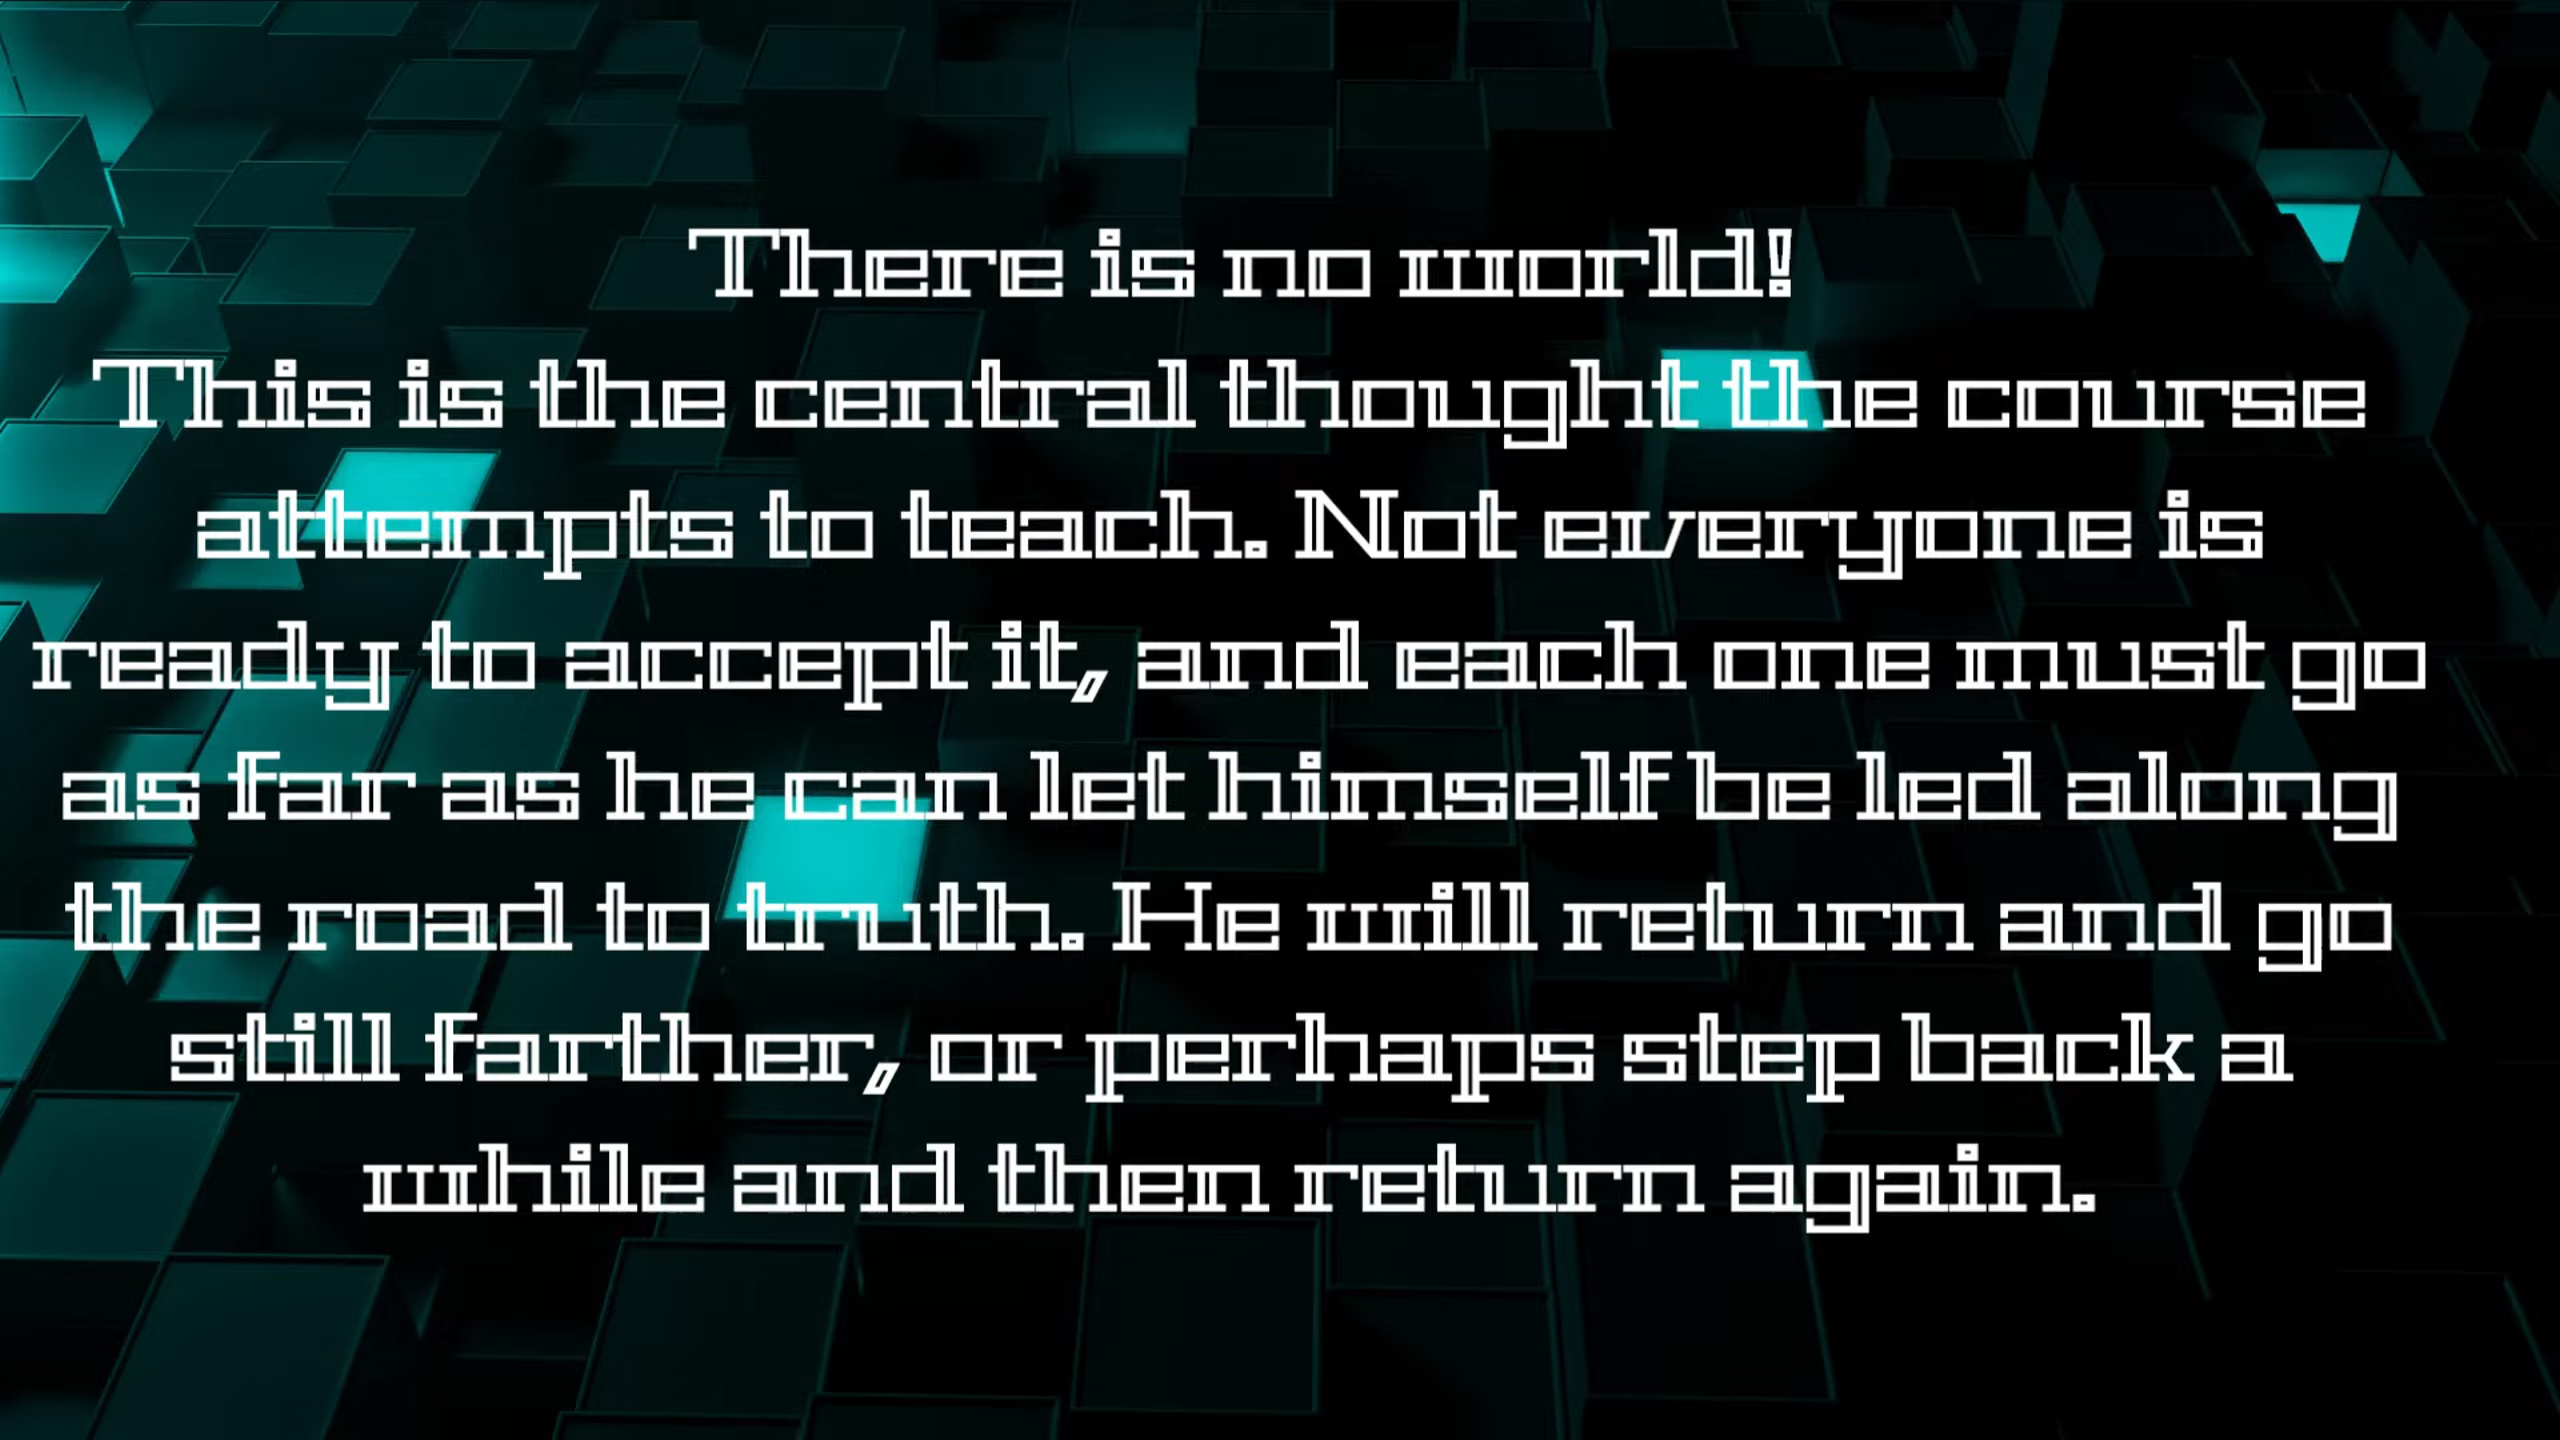 There is no world!
This is the central thought the course
attempts to teach. Not everyone is
ready to accept it, and each one must go
as far as he can let himself be led along
the road to truth. He will return and go
still farther, or perhaps step back a
while and then return again.